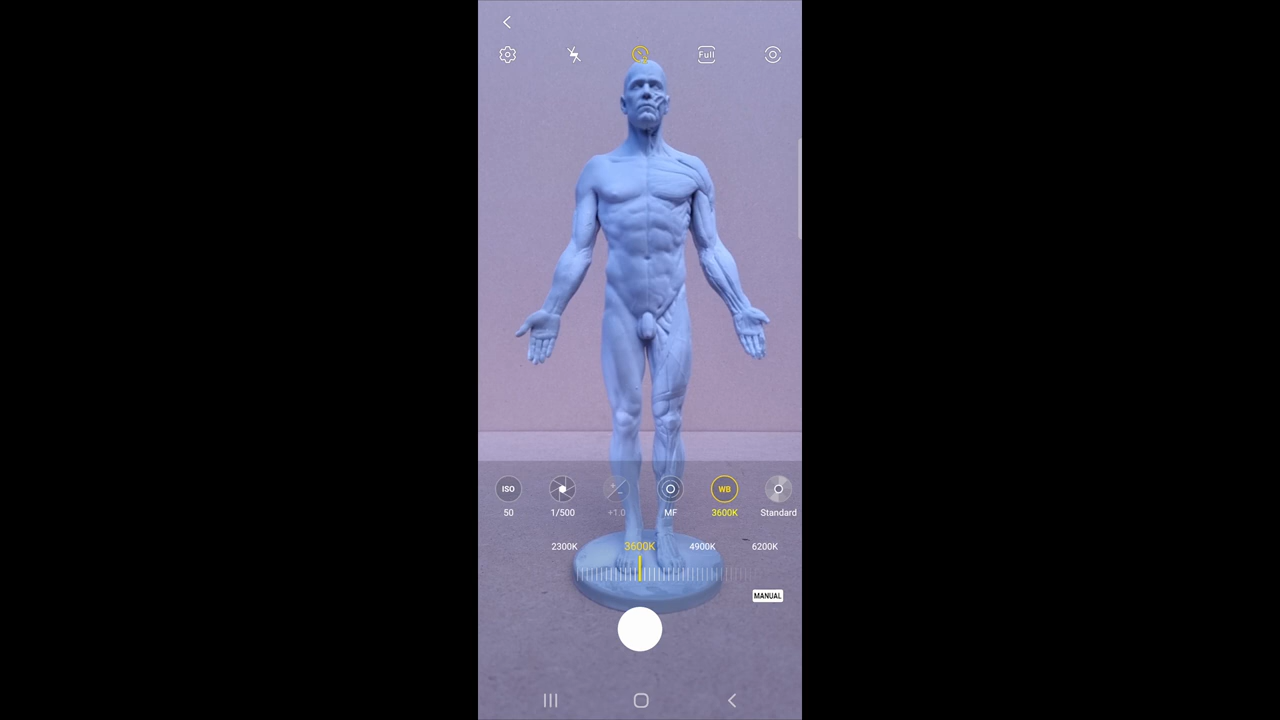 Full
ISO
WB
50
1/500
+1.0
MF
3600K
Standard
2300K
3600K
4900K
6200K
MANUAL